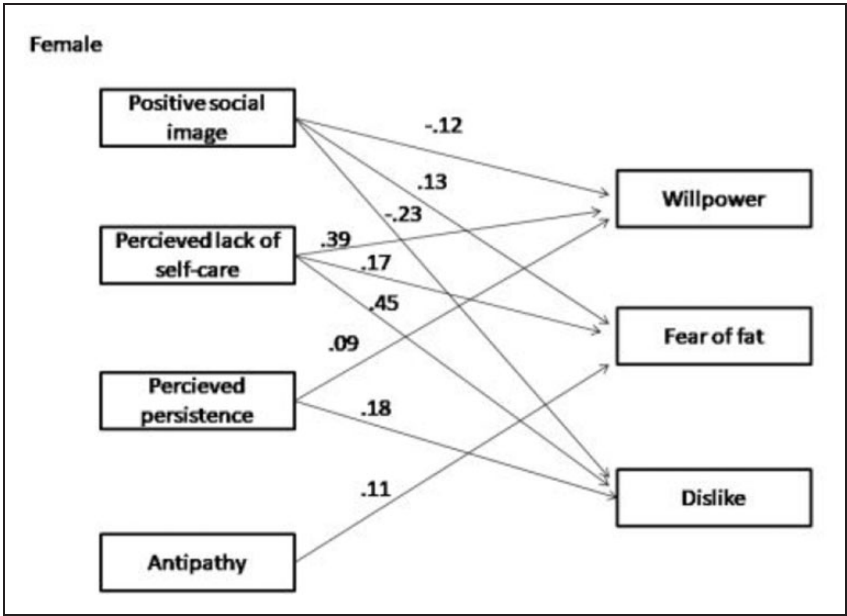 Female
Positive social
image
-.12
.13
Willpower
-.23
Percieved lack of
self-care
.39
.17
.45
Fear of fat
.09
Percieved
persistence
.18
.11
Dislike
Antipathy